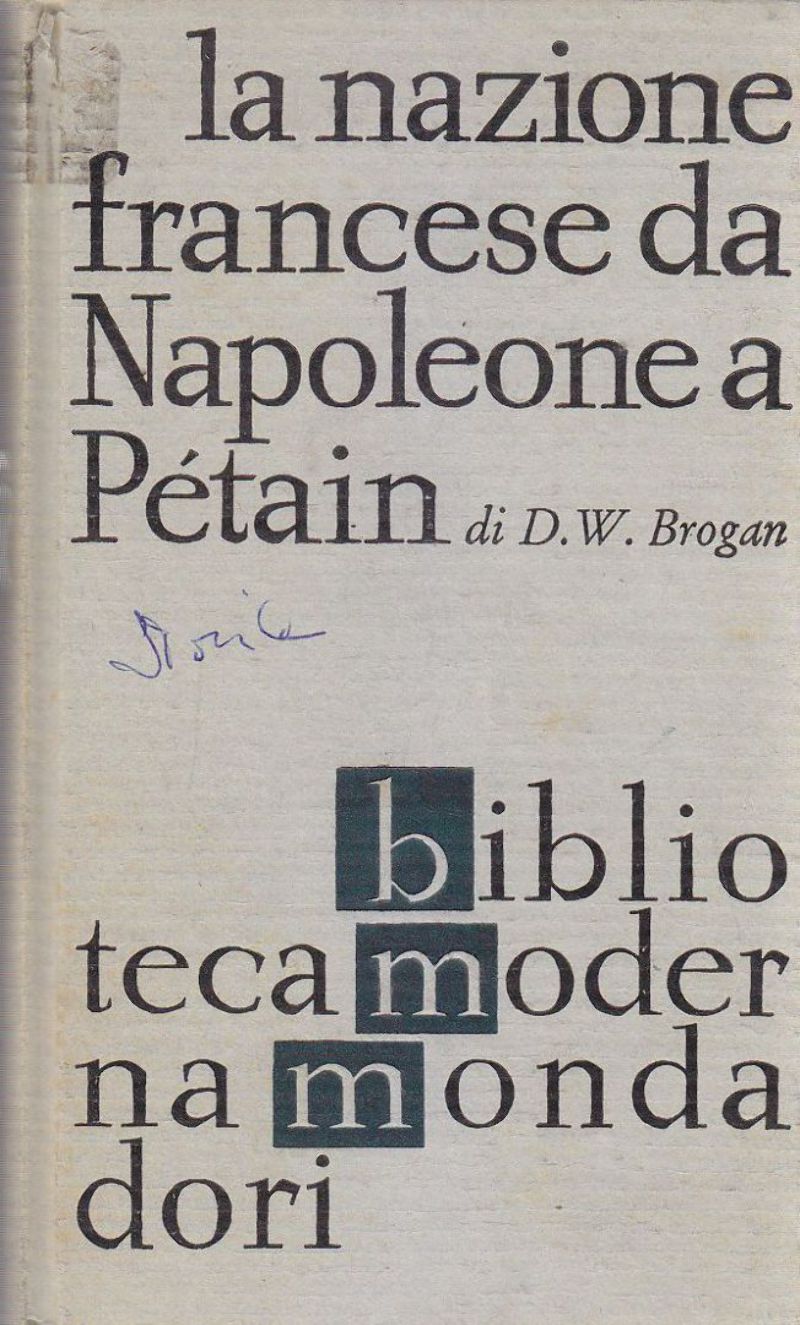 la nazione
francese da
Napoleone a
Pétain di D.W. Brogan
Storia
biblio
teca moder
na monda
dori